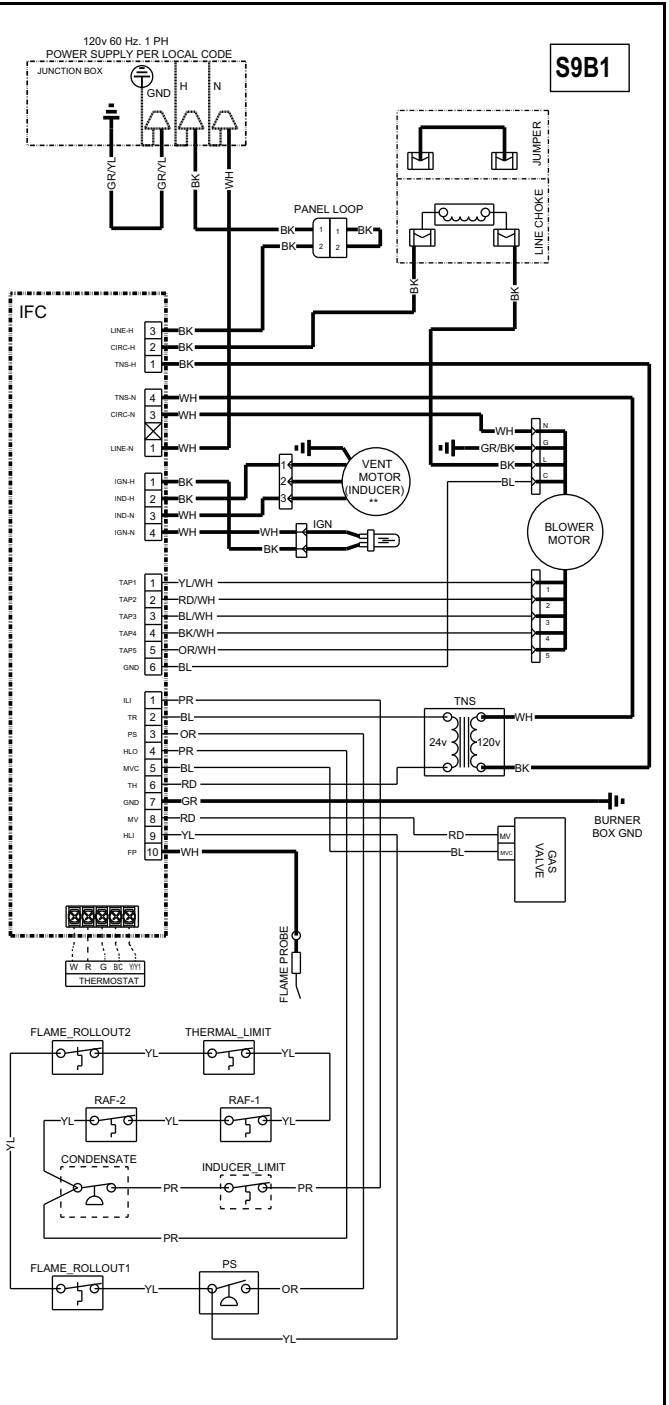 120v 60 Hz. 1 PH
POWER SUPPLY PER LOCAL CODE
S9B1
JUNCTION BOX
GND
H
N
GR/YL
GR/YL
BK
WH
JUMPER
LINE CHOKE
PANEL LOOP
BK 1 1 BK
BK 2 2
BK
BK
IFC
LINE-H 3 BK
CIRC-H 2 BK
TNS-H 1 BK
TNS-N 4 WH
CIRC-N 3 WH
LINE-N 1 WH
WH N
GR/BK G
BK L
BL C
BLOWER
MOTOR
IGN-H 1 BK
IND-H 2 BK
IND-N 3 WH
IGN-N 4 WH
1
2
3
VENT
MOTOR
(INDUCER)
**
IGN
WH
BK
TAP1 1 YL/WH
TAP2 2 RD/WH
TAP3 3 BL/WH
TAP4 4 BK/WH
TAP5 5 OR/WH
GND 6 BL
1
2
3
4
5
ILI 1 PR
TR 2 BL
PS 3 OR
HLO 4 PR
MVC 5 BL
TH 6 RD
GND 7 GR
MV 8 RD
HLI 9 YL
FP 10 WH
TNS
24v 120v
WH
BK
BURNER
BOX GND
RD MV
BL MVC
GAS
VALVE
FLAME PROBE
W R G B/C Y/Y1
THERMOSTAT
FLAME_ROLLOUT2 THERMAL_LIMIT
YL YL
RAF-2 RAF-1
YL YL YL
YL
CONDENSATE INDUCER_LIMIT
PR PR
PR
FLAME_ROLLOUT1 PS
YL OR
YL